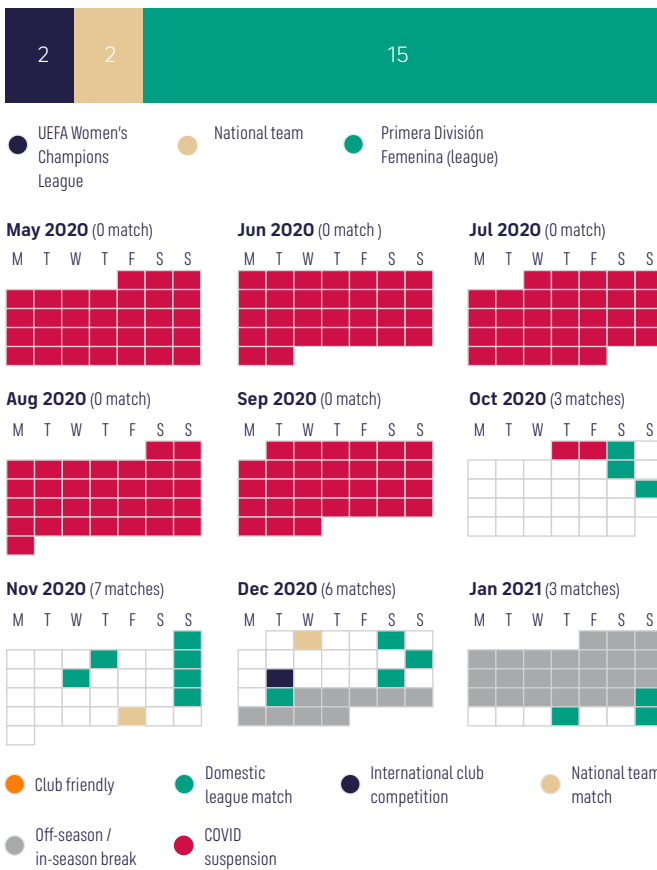 2 2 15
UEFA Women's
Champions
League
National team
Primera División
Femenina (league)
May 2020 (0 match)
M T W T F S S
Jun 2020 (0 match )
M T W T F S S
Jul 2020 (0 match)
M T W T F S S
Aug 2020 (0 match)
M T W T F S S
Sep 2020 (0 match)
M T W T F S S
Oct 2020 (3 matches)
M T W T F S S
Nov 2020 (7 matches)
M T W T F S S
Dec 2020 (6 matches)
M T W T F S S
Jan 2021 (3 matches)
M T W T F S S
Club friendly
Domestic
league match
International club
competition
National team
match
Off-season /
in-season break
COVID
suspension